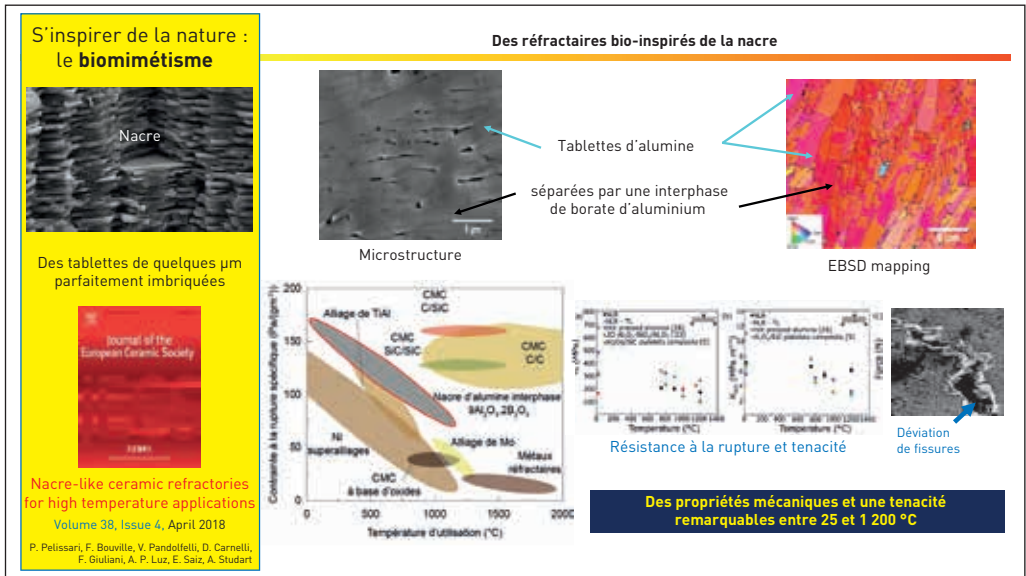 S'inspirer de la nature :
le biomimétisme
Nacre
Des tablettes de quelques µm
parfaitement imbriquées
Journal of the
European Ceramic Society
Nacre-like ceramic refractories
for high temperature applications
Volume 38, Issue 4, April 2018
P. Pelissari, F. Bouville, V. Pandolfelli, D. Carnelli,
F. Giuliani, A. P. Luz, E. Saiz, A. Studart
Des réfractaires bio-inspirés de la nacre
Tablettes d'alumine
séparées par une interphase
de borate d'aluminium
Microstructure
EBSD mapping
Contrainte à la rupture spécifique (Pa/(gm⁻³))
200
150
100
50
0
0
500
1000
1500
2000
Température d'utilisation (°C)
Alliage de TiAl
CMC
C/SiC
CMC
SiC/SiC
CMC
C/C
Nacre d'alumine interphase
9Al₂O₃.2B₂O₃
Ni
superalliages
Alliage de Mo
CMC
à base d'oxides
Métaux
réfractaires
Temperature (°C)
Temperature (°C)
Force (%)
Résistance à la rupture et tenacité
Déviation
de fissures
Des propriétés mécaniques et une tenacité
remarquables entre 25 et 1 200 °C